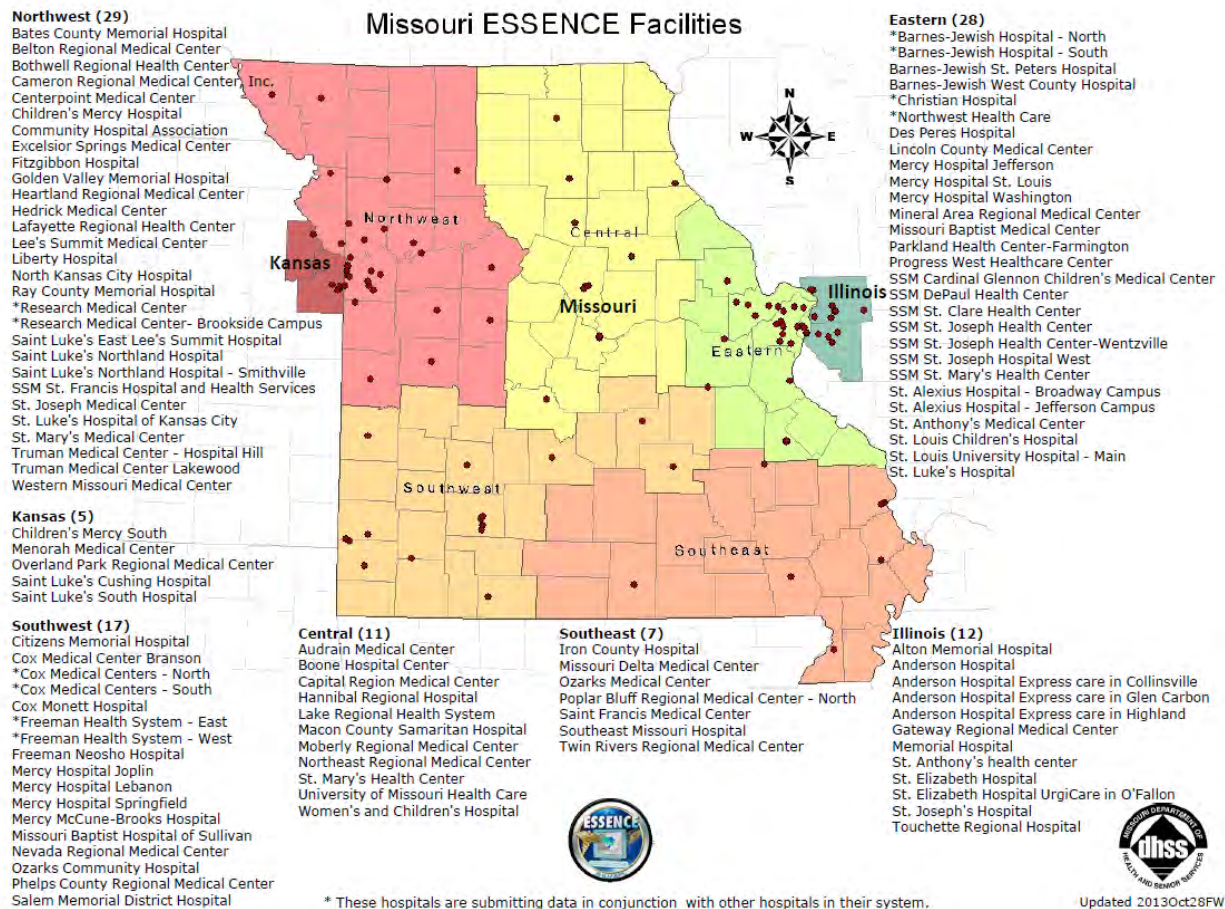 Missouri ESSENCE Facilities
Northwest (29)
Bates County Memorial Hospital
Belton Regional Medical Center
Bothwell Regional Health Center
Cameron Regional Medical Center, Inc.
Centerpoint Medical Center
Children's Mercy Hospital
Community Hospital Association
Excelsior Springs Medical Center
Fitzgibbon Hospital
Golden Valley Memorial Hospital
Heartland Regional Medical Center
Hedrick Medical Center
Lafayette Regional Health Center
Lee's Summit Medical Center
Liberty Hospital
North Kansas City Hospital
Ray County Memorial Hospital
*Research Medical Center
*Research Medical Center- Brookside Campus
Saint Luke's East Lee's Summit Hospital
Saint Luke's Northland Hospital
Saint Luke's Northland Hospital - Smithville
SSM St. Francis Hospital and Health Services
St. Joseph Medical Center
St. Luke's Hospital of Kansas City
St. Mary's Medical Center
Truman Medical Center - Hospital Hill
Truman Medical Center Lakewood
Western Missouri Medical Center
Kansas (5)
Children's Mercy South
Menorah Medical Center
Overland Park Regional Medical Center
Saint Luke's Cushing Hospital
Saint Luke's South Hospital
Southwest (17)
Citizens Memorial Hospital
Cox Medical Center Branson
*Cox Medical Centers - North
*Cox Medical Centers - South
Cox Monett Hospital
*Freeman Health System - East
*Freeman Health System - West
Freeman Neosho Hospital
Mercy Hospital Joplin
Mercy Hospital Lebanon
Mercy Hospital Springfield
Mercy McCune-Brooks Hospital
Missouri Baptist Hospital of Sullivan
Nevada Regional Medical Center
Ozarks Community Hospital
Phelps County Regional Medical Center
Salem Memorial District Hospital
N
W E
S
Northwest
Central
Kansas
Missouri
Illinois
Eastern
Southwest
Southeast
Eastern (28)
*Barnes-Jewish Hospital - North
*Barnes-Jewish Hospital - South
Barnes-Jewish St. Peters Hospital
Barnes-Jewish West County Hospital
*Christian Hospital
*Northwest Health Care
Des Peres Hospital
Lincoln County Medical Center
Mercy Hospital Jefferson
Mercy Hospital St. Louis
Mercy Hospital Washington
Mineral Area Regional Medical Center
Missouri Baptist Medical Center
Parkland Health Center-Farmington
Progress West Healthcare Center
SSM Cardinal Glennon Children's Medical Center
SSM DePaul Health Center
SSM St. Clare Health Center
SSM St. Joseph Health Center
SSM St. Joseph Health Center-Wentzville
SSM St. Joseph Hospital West
SSM St. Mary's Health Center
St. Alexius Hospital - Broadway Campus
St. Alexius Hospital - Jefferson Campus
St. Anthony's Medical Center
St. Louis Children's Hospital
St. Louis University Hospital - Main
St. Luke's Hospital
Central (11)
Audrain Medical Center
Boone Hospital Center
Capital Region Medical Center
Hannibal Regional Hospital
Lake Regional Health System
Macon County Samaritan Hospital
Moberly Regional Medical Center
Northeast Regional Medical Center
St. Mary's Health Center
University of Missouri Health Care
Women's and Children's Hospital
Southeast (7)
Iron County Hospital
Missouri Delta Medical Center
Ozarks Medical Center
Poplar Bluff Regional Medical Center - North
Saint Francis Medical Center
Southeast Missouri Hospital
Twin Rivers Regional Medical Center
Illinois (12)
Alton Memorial Hospital
Anderson Hospital
Anderson Hospital Express care in Collinsville
Anderson Hospital Express care in Glen Carbon
Anderson Hospital Express care in Highland
Gateway Regional Medical Center
Memorial Hospital
St. Anthony's health center
St. Elizabeth Hospital
St. Elizabeth Hospital UrgiCare in O'Fallon
St. Joseph's Hospital
Touchette Regional Hospital
ESSENCE
MISSOURI DEPARTMENT OF
dhss
HEALTH AND SENIOR SERVICES
* These hospitals are submitting data in conjunction with other hospitals in their system.
Updated 2013Oct28FW